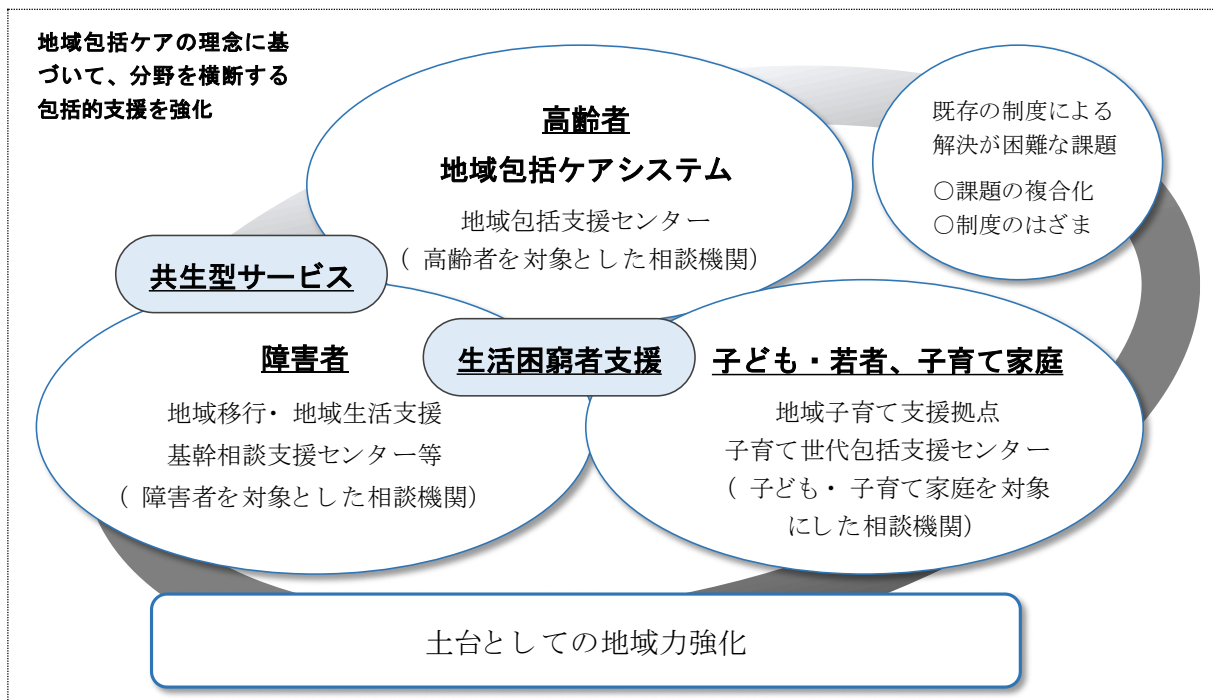 地域包括ケアの理念に基
づいて、分野を横断する
包括的支援を強化
高齢者
地域包括ケアシステム
地域包括支援センター
( 高齢者を対象とした相談機関)
既存の制度による
解決が困難な課題
○課題の複合化
○制度のはざま
共生型サービス
障害者
地域移行・ 地域生活支援
基幹相談支援センター等
( 障害者を対象とした相談機関)
生活困窮者支援
子ども・若者、子育て家庭
地域子育て支援拠点
子育て世代包括支援センター
( 子ども・ 子育て家庭を対象
にした相談機関)
土台としての地域力強化